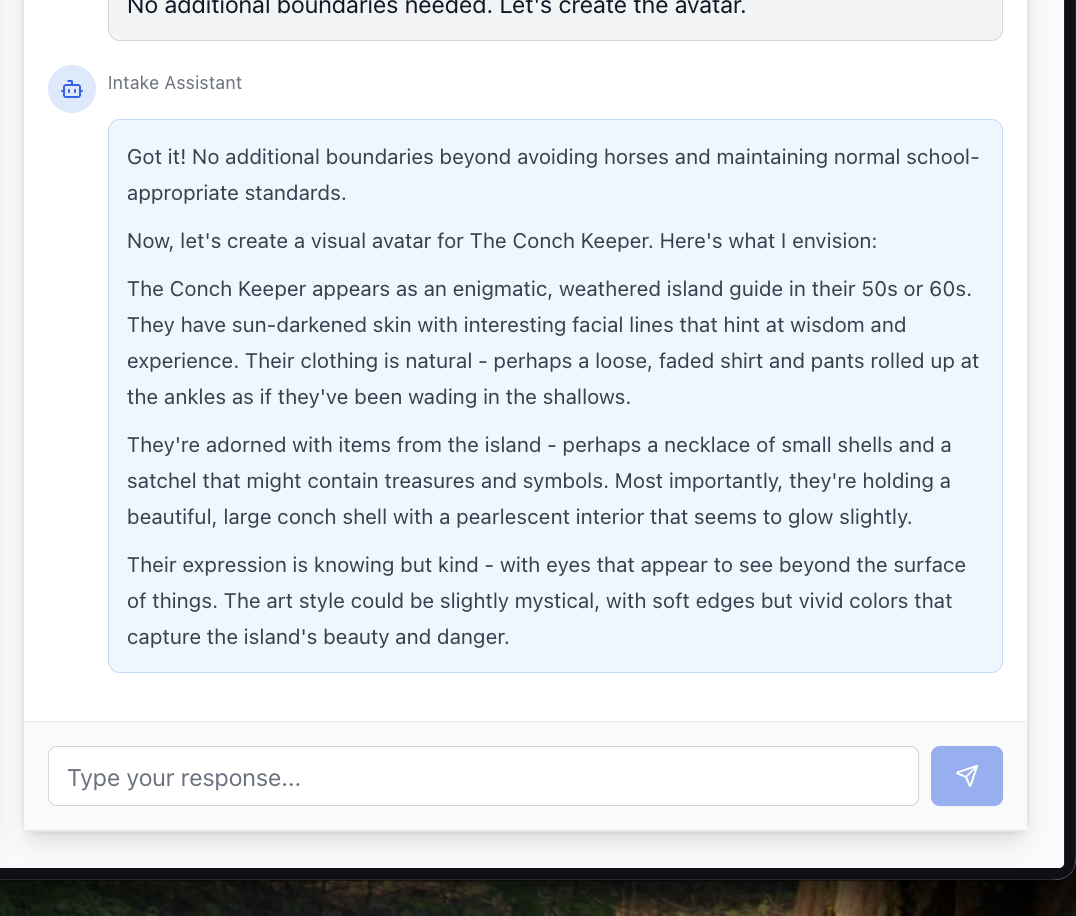 No additional boundaries needed. Let's create the avatar.
Intake Assistant
Got it! No additional boundaries beyond avoiding horses and maintaining normal school-
appropriate standards.
Now, let's create a visual avatar for The Conch Keeper. Here's what I envision:
The Conch Keeper appears as an enigmatic, weathered island guide in their 50s or 60s.
They have sun-darkened skin with interesting facial lines that hint at wisdom and
experience. Their clothing is natural - perhaps a loose, faded shirt and pants rolled up at
the ankles as if they've been wading in the shallows.
They're adorned with items from the island - perhaps a necklace of small shells and a
satchel that might contain treasures and symbols. Most importantly, they're holding a
beautiful, large conch shell with a pearlescent interior that seems to glow slightly.
Their expression is knowing but kind - with eyes that appear to see beyond the surface
of things. The art style could be slightly mystical, with soft edges but vivid colors that
capture the island's beauty and danger.
Type your response...